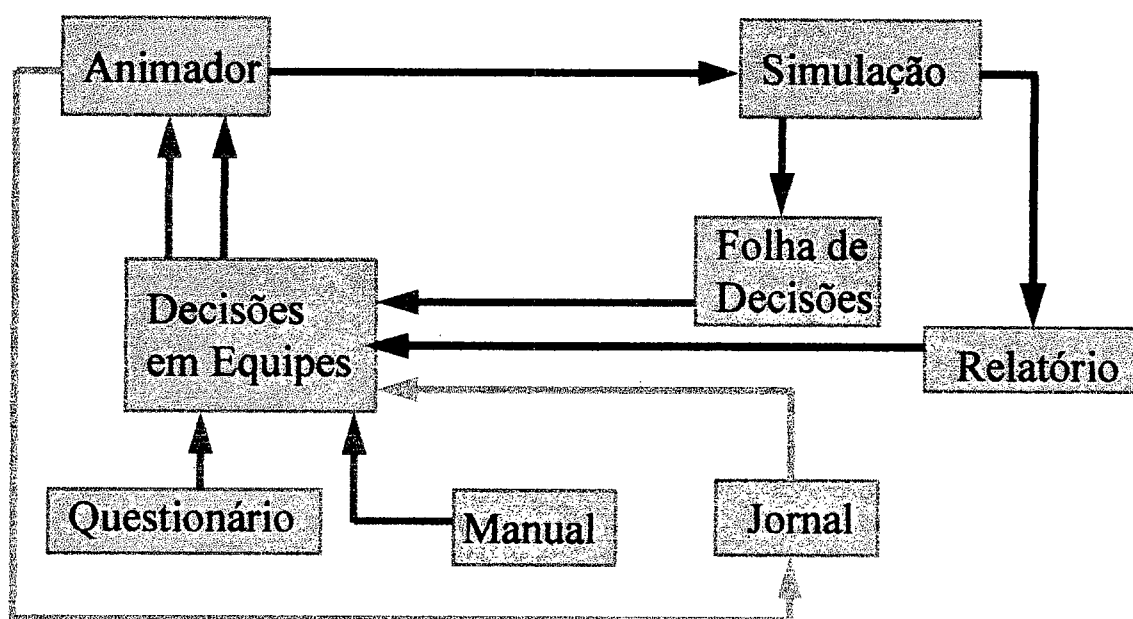 Animador
Simulação
Folha de
Decisões
Decisões
em Equipes
Relatório
Questionário
Manual
Jornal